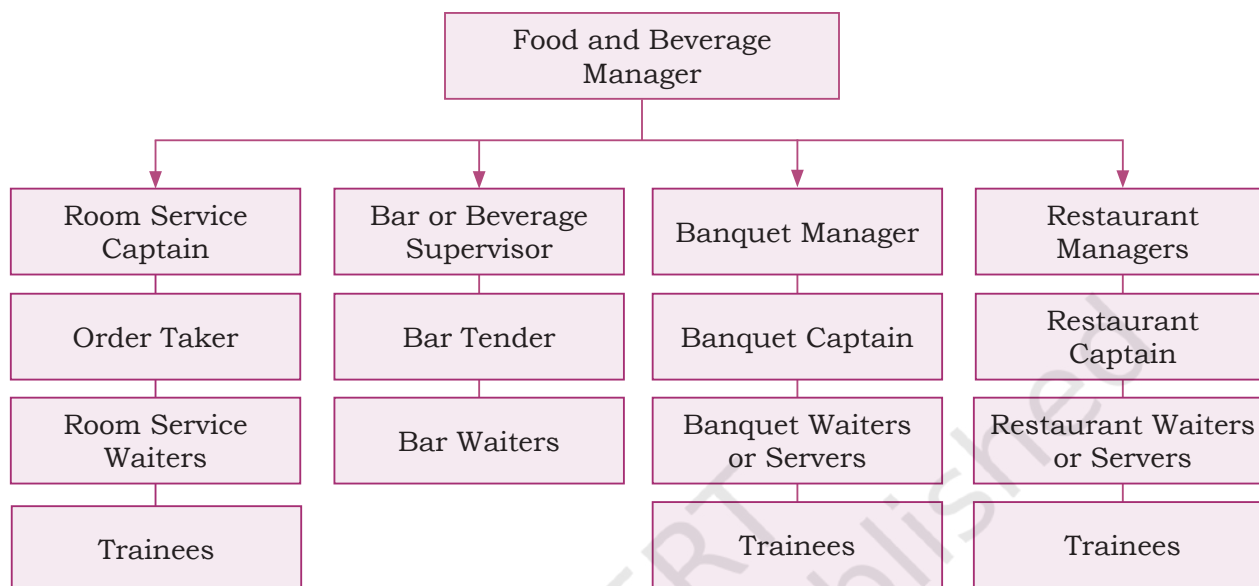 Food and Beverage
Manager
Room Service
Captain
Bar or Beverage
Supervisor
Banquet Manager
Restaurant
Managers
Order Taker
Bar Tender
Banquet Captain
Restaurant
Captain
Room Service
Waiters
Bar Waiters
Banquet Waiters
or Servers
Restaurant Waiters
or Servers
Trainees
Trainees
Trainees